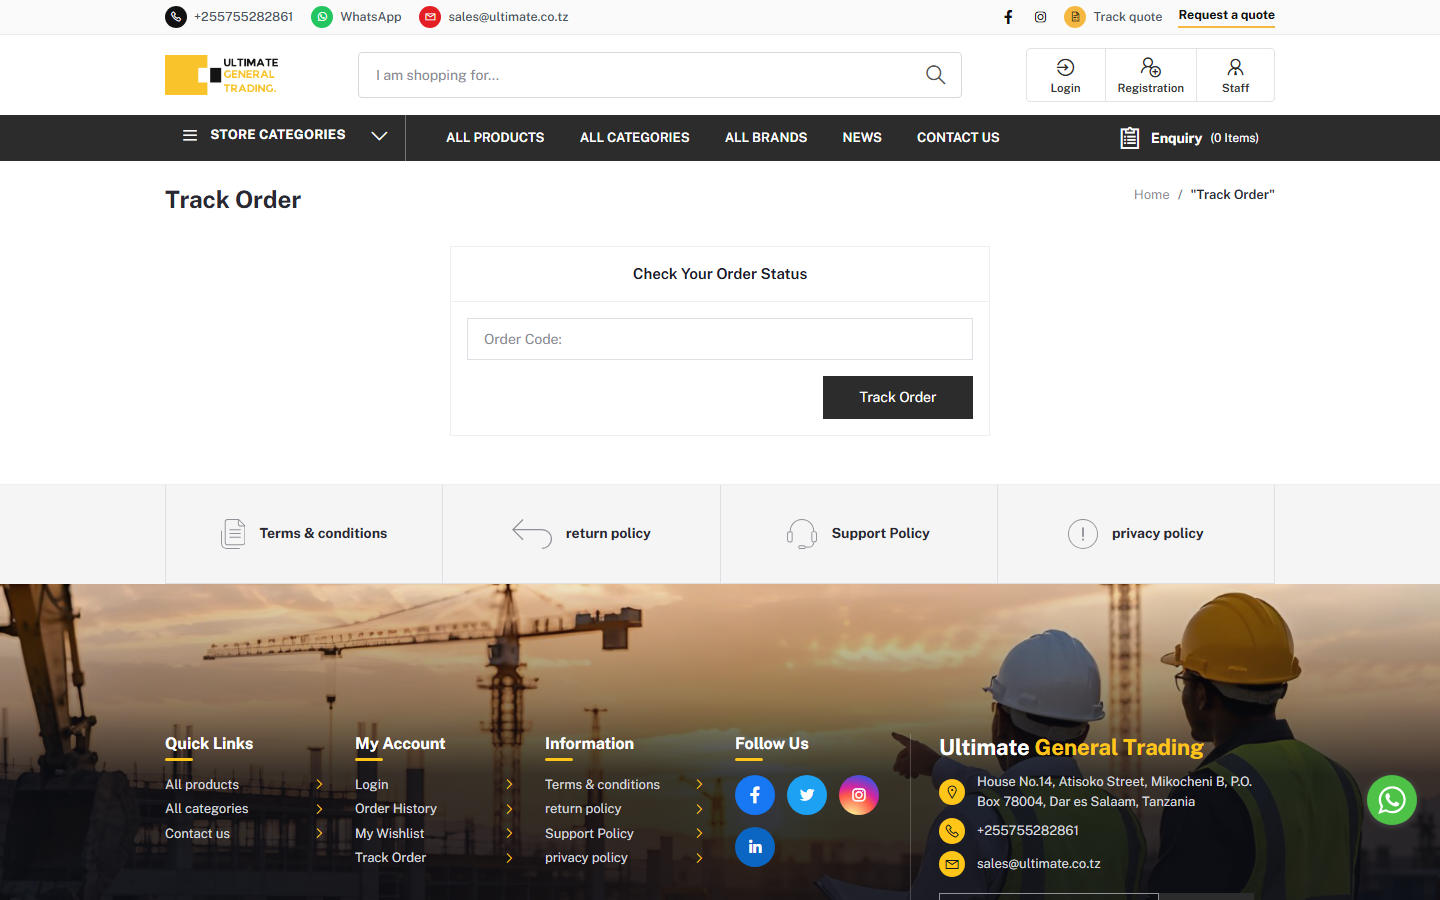 +255755282861 WhatsApp sales@ultimate.co.tz Track quote Request a quote
ULTIMATE
GENERAL
TRADING.
I am shopping for...
Login Registration Staff
STORE CATEGORIES ALL PRODUCTS ALL CATEGORIES ALL BRANDS NEWS CONTACT US Enquiry (0 Items)
Track Order
Home / "Track Order"
Check Your Order Status
Order Code:
Track Order
Terms & conditions return policy Support Policy privacy policy
Quick Links
All products
All categories
Contact us
My Account
Login
Order History
My Wishlist
Track Order
Information
Terms & conditions
return policy
Support Policy
privacy policy
Follow Us
Ultimate General Trading
House No.14, Atisoko Street, Mikocheni B, P.O.
Box 78004, Dar es Salaam, Tanzania
+255755282861
sales@ultimate.co.tz